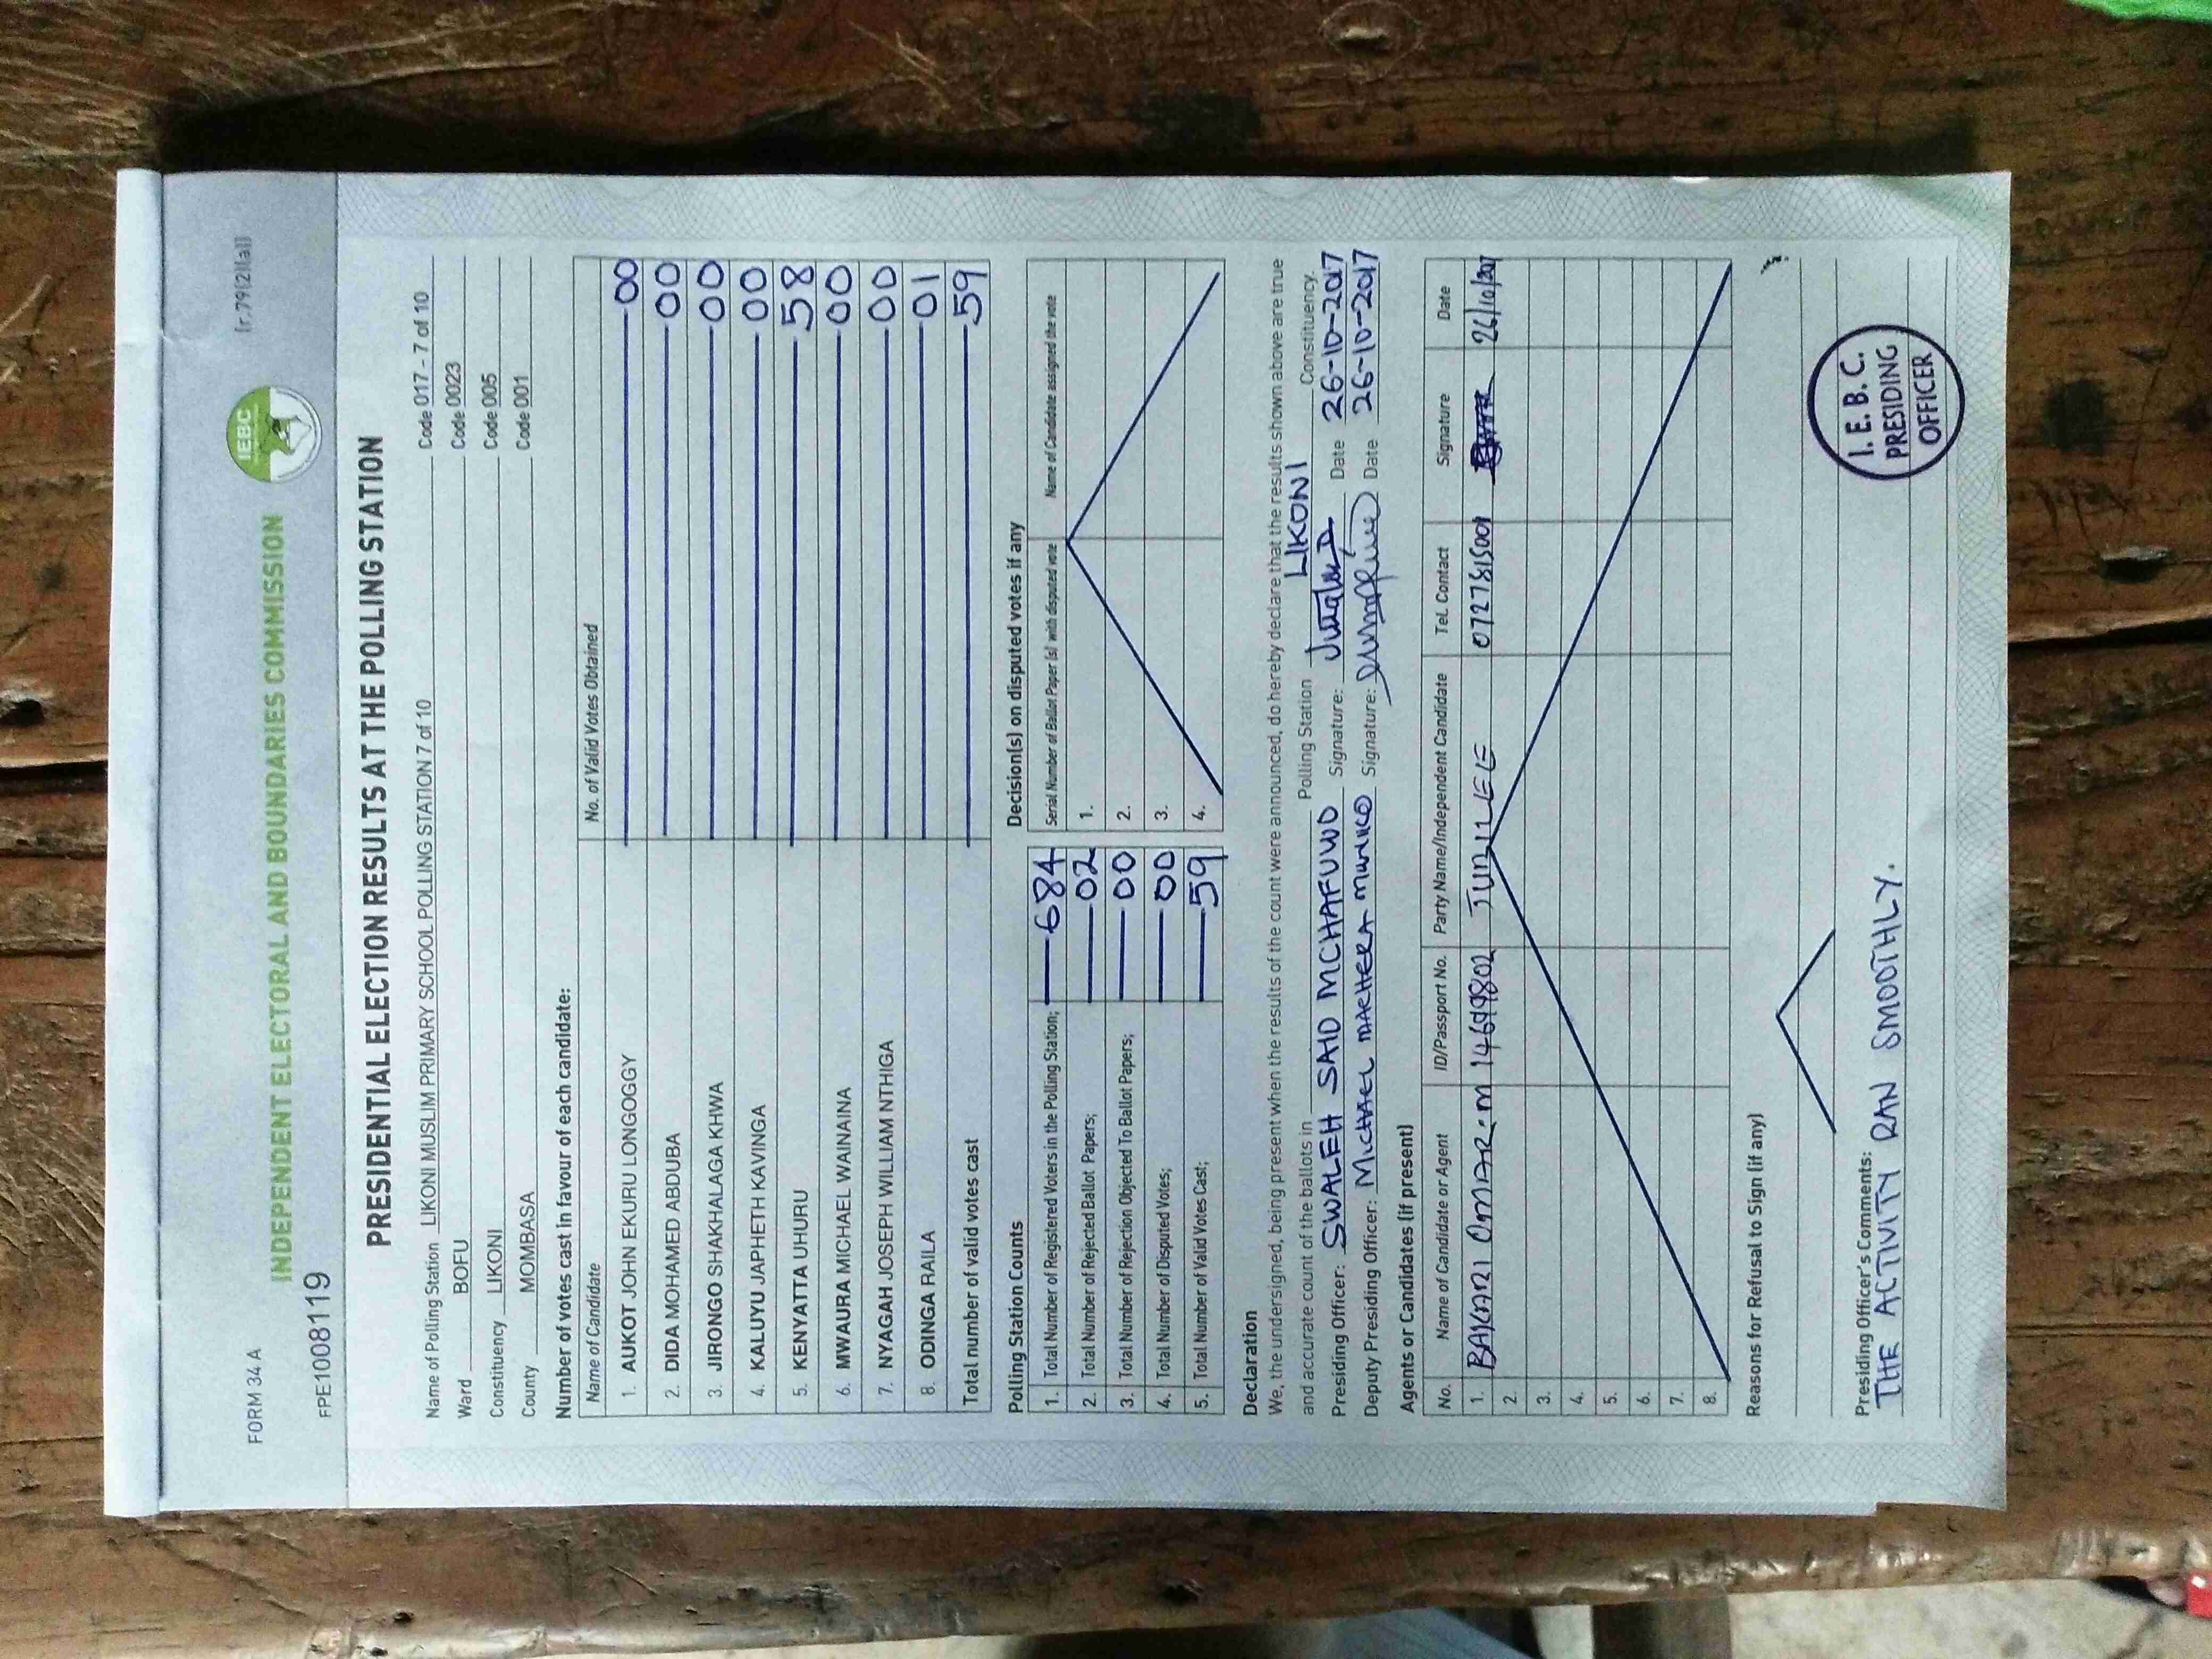 FORM 34 A
[r.79(2)(a)]
IEBC
INDEPENDENT ELECTORAL AND BOUNDARIES COMMISSION
FPE1008119
PRESIDENTIAL ELECTION RESULTS AT THE POLLING STATION
Name of Polling Station LIKONI MUSLIM PRIMARY SCHOOL POLLING STATION 7 of 10 Code 017 - 7 of 10
Ward BOFU Code 0023
Constituency LIKONI Code 005
County MOMBASA Code 001
Number of votes cast in favour of each candidate:
Name of Candidate No. of Valid Votes Obtained
1. AUKOT JOHN EKURU LONGOGGY 00
2. DIDA MOHAMED ABDUBA 00
3. JIRONGO SHAKHALAGA KHWA 00
4. KALUYU JAPHETH KAVINGA 00
5. KENYATTA UHURU 58
6. MWAURA MICHAEL WAINAINA 00
7. NYAGAH JOSEPH WILLIAM NTHIGA 00
8. ODINGA RAILA 01
Total number of valid votes cast 59
Polling Station Counts
1. Total Number of Registered Voters in the Polling Station; 684
2. Total Number of Rejected Ballot Papers; 02
3. Total Number of Rejection Objected To Ballot Papers; 00
4. Total Number of Disputed Votes; 00
5. Total Number of Valid Votes Cast; 59
Decision(s) on disputed votes if any
Serial Number of Ballot Paper (s) with disputed vote Name of Candidate assigned the vote
1.
2.
3.
4.
Declaration
We, the undersigned, being present when the results of the count were announced, do hereby declare that the results shown above are true
and accurate count of the ballots in Polling Station LIKONI Constituency.
Presiding Officer: SWALEH SAID MCHAFUWO Signature: Date 26-10-2017
Deputy Presiding Officer: MICHAEL MACHERA Signature: Date 26-10-2017
Agents or Candidates (if present)
No. Name of Candidate or Agent ID/Passport No. Party Name/Independent Candidate Tel. Contact Signature Date
1. BAKARI OMAR.M 14699802 JUBILEE 0727815001 26/10/2017
2.
3.
4.
5.
6.
7.
8.
Reasons for Refusal to Sign (if any)
Presiding Officer's Comments:
THE ACTIVITY RAN SMOOTHLY.
I. E. B. C.
PRESIDING
OFFICER